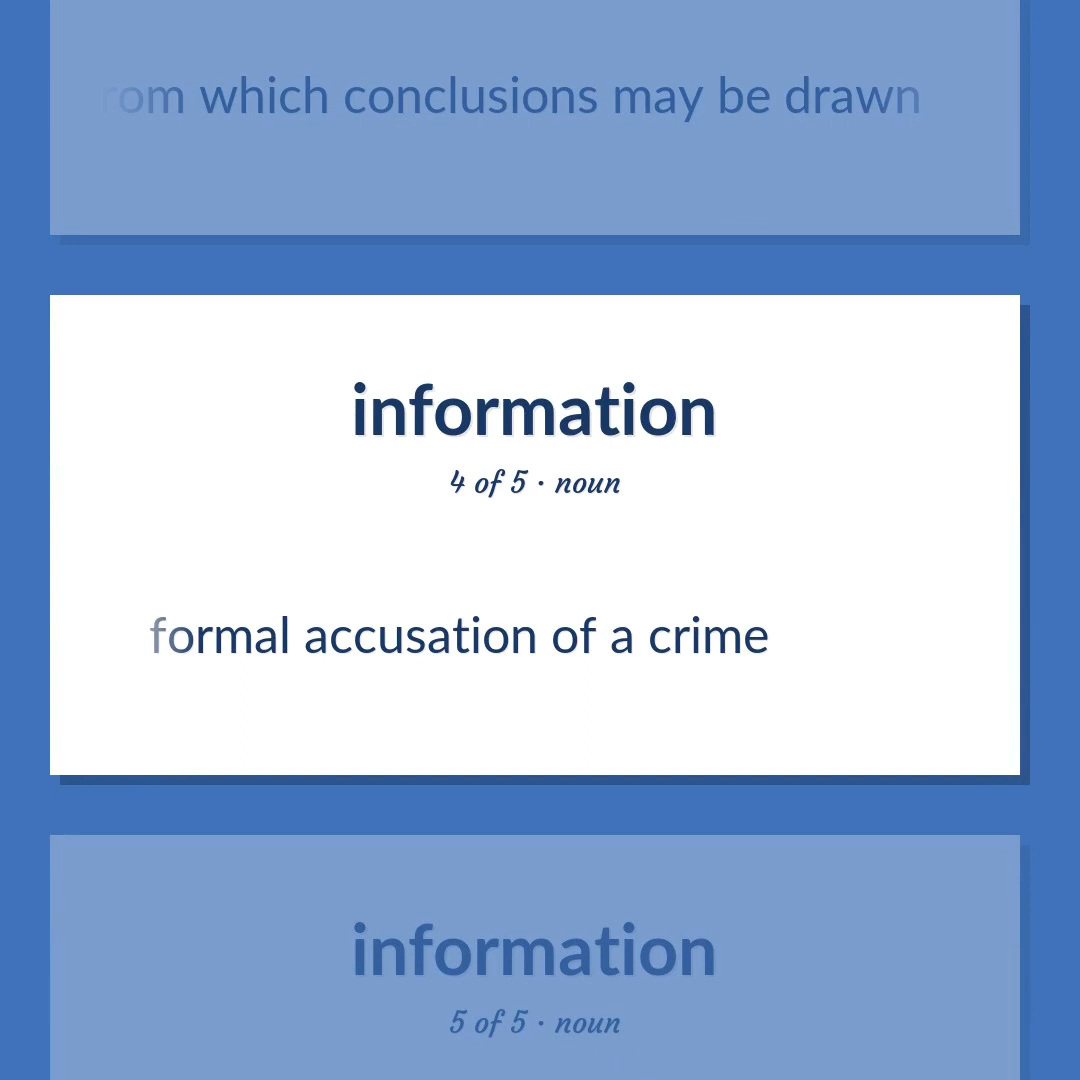 from which conclusions may be drawn
information
4 of 5 · noun
formal accusation of a crime
information
5 of 5 · noun